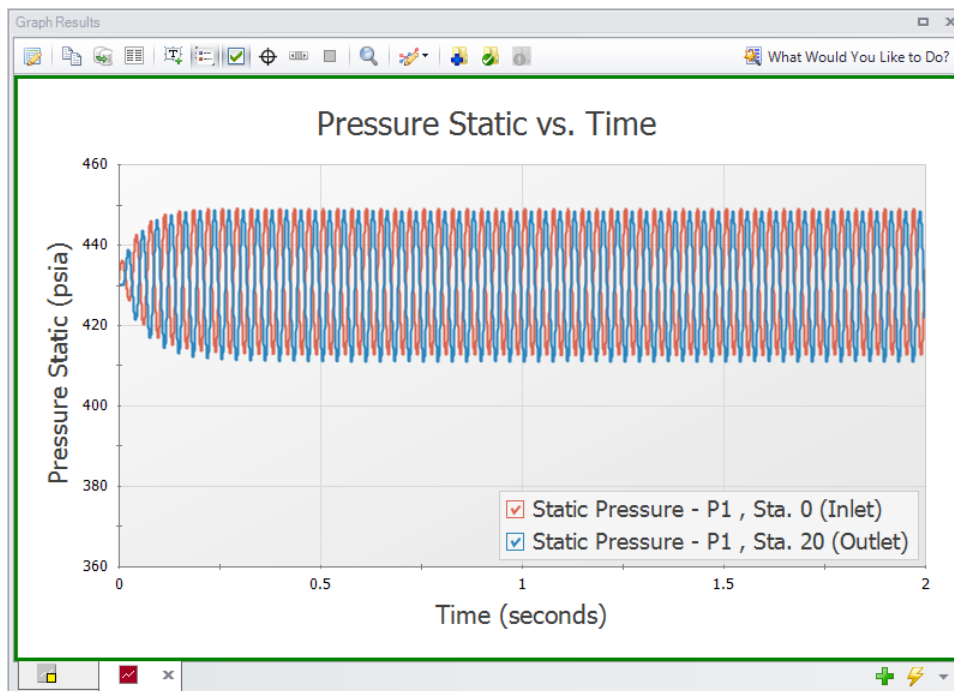 Graph Results
What Would You Like to Do?
Pressure Static vs. Time
Pressure Static (psia)
460
440
420
400
380
360
Static Pressure - P1 , Sta. 0 (Inlet)
Static Pressure - P1 , Sta. 20 (Outlet)
0
0.5
1
1.5
2
Time (seconds)